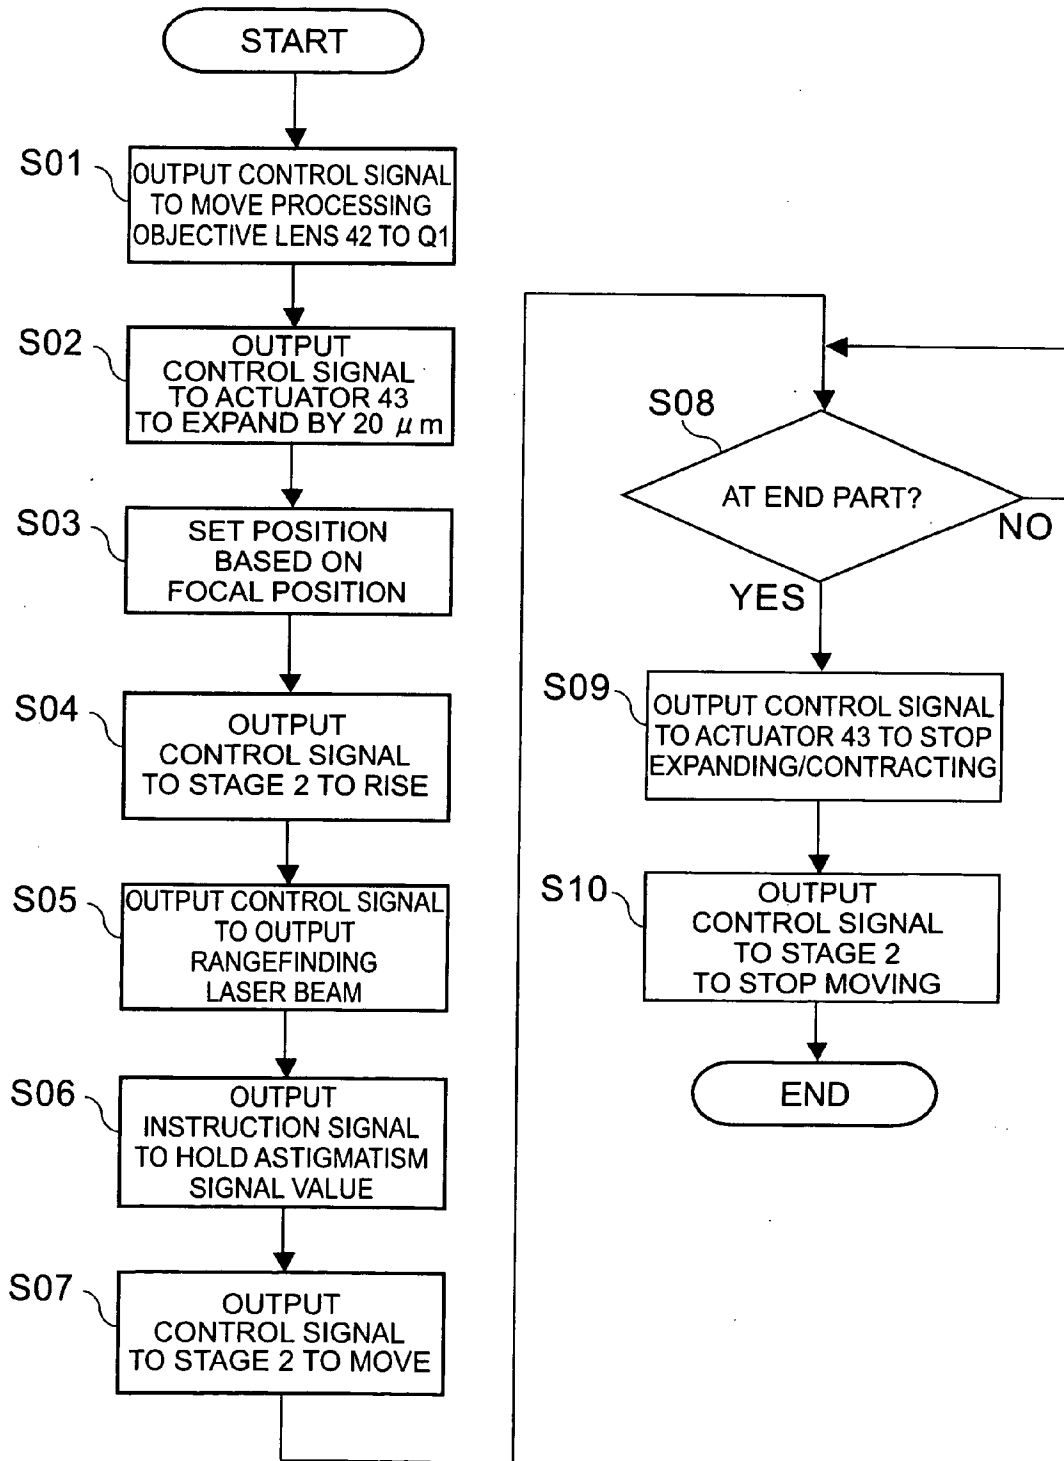 START
S01
OUTPUT CONTROL SIGNAL
TO MOVE PROCESSING
OBJECTIVE LENS 42 TO Q1
S02
OUTPUT
CONTROL SIGNAL
TO ACTUATOR 43
TO EXPAND BY 20 μm
S03
SET POSITION
BASED ON
FOCAL POSITION
S04
OUTPUT
CONTROL SIGNAL
TO STAGE 2 TO RISE
S05
OUTPUT CONTROL SIGNAL
TO OUTPUT
RANGEFINDING
LASER BEAM
S06
OUTPUT
INSTRUCTION SIGNAL
TO HOLD ASTIGMATISM
SIGNAL VALUE
S07
OUTPUT
CONTROL SIGNAL
TO STAGE 2 TO MOVE
S08
AT END PART?
NO
YES
S09
OUTPUT CONTROL SIGNAL
TO ACTUATOR 43 TO STOP
EXPANDING/CONTRACTING
S10
OUTPUT
CONTROL SIGNAL
TO STAGE 2
TO STOP MOVING
END